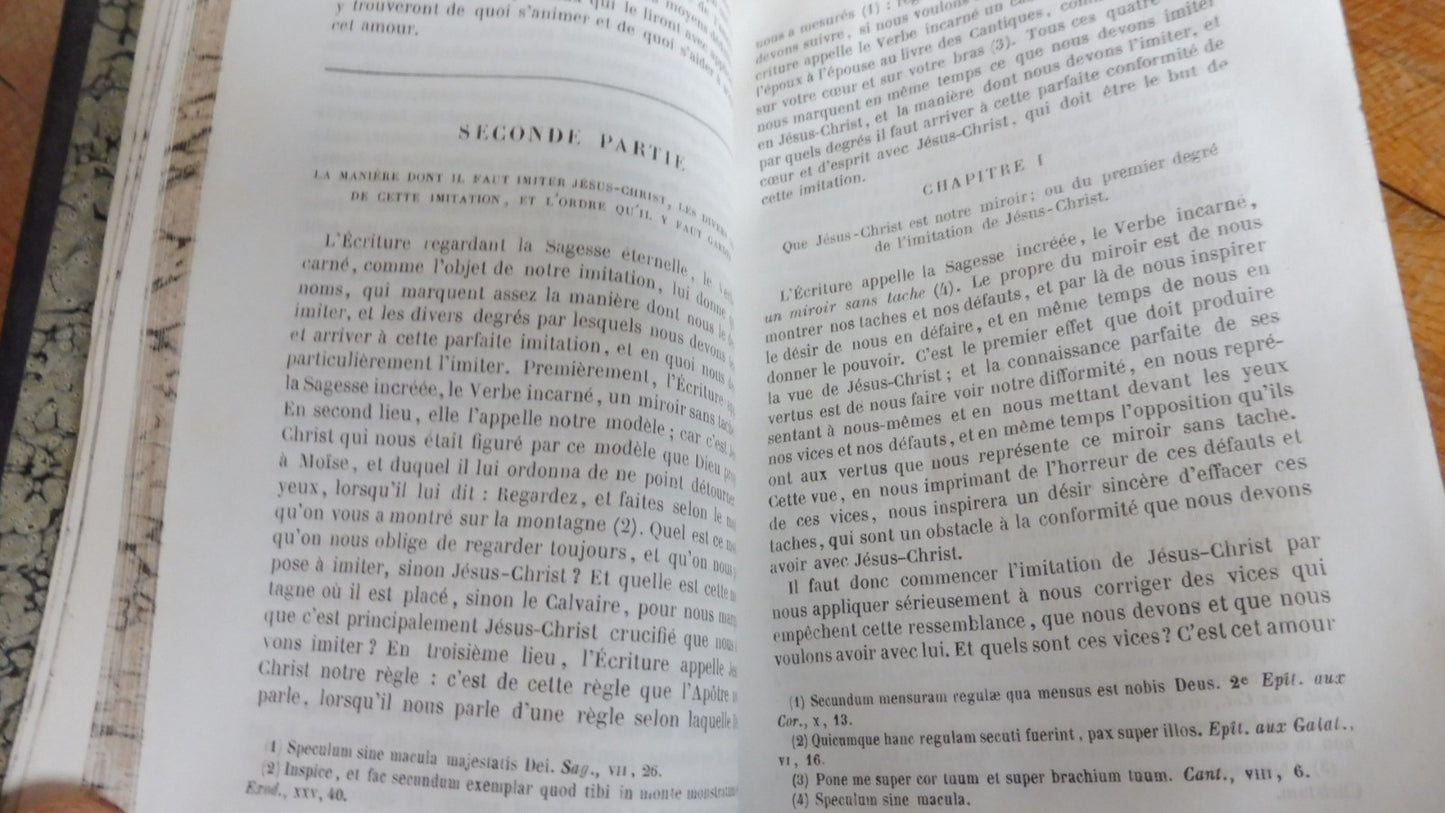 qui le liront avec
y trouveront de quoi s'animer et de quoi s'aider
cet amour.
SECONDE PARTIE
LA MANIÈRE DONT IL FAUT IMITER JÉSUS-CHRIST, LES DIVERS
DE CETTE IMITATION, ET L'ORDRE QU'IL Y FAUT
L'Écriture regardant la Sagesse éternelle, le
carné, comme l'objet de notre imitation, lui donne
noms, qui marquent assez la manière dont nous le
imiter, et les divers degrés par lesquels nous devons
et arriver à cette parfaite imitation, et en quoi nous
particulièrement l'imiter. Premièrement, l'Écriture
la Sagesse incréée, le Verbe incarné, un miroir sans tache
En second lieu, elle l'appelle notre modèle ; car c'est
Christ qui nous était figuré par ce modèle que Dieu
à Moïse, et duquel il lui ordonna de ne point
yeux, lorsqu'il lui dit : Regardez, et faites selon le
qu'on vous a montré sur la montagne (2). Quel est ce
qu'on nous oblige de regarder toujours, et qu'on nous
pose à imiter, sinon Jésus-Christ ? Et quelle est cette
tagne où il est placé, sinon le Calvaire, pour nous
que c'est principalement Jésus-Christ crucifié que nous
vons imiter ? En troisième lieu, l'Écriture appelle
Christ notre règle : c'est de cette règle que l'Apôtre
parle, lorsqu'il nous parle d'une règle selon laquelle
(1) Speculum sine macula majestatis Dei. Sag., VII, 26.
(2) Inspice, et fac secundum exemplar quod tibi in monte
Exod., XXV, 40.
nous a mesurés (1) :
devons suivre, si nous voulons
criture appelle le Verbe incarné un
l'époux à l'épouse au livre des Cantiques,
sur votre cœur et sur votre bras (3). Tous ces quatre
nous marquent en même temps ce que nous devons imiter
en Jésus-Christ, et la manière dont nous devons l'imiter, et
par quels degrés il faut arriver à cette parfaite conformité de
cœur et d'esprit avec Jésus-Christ, qui doit être le but de
cette imitation.
CHAPITRE I
Que Jésus-Christ est notre miroir ; ou du premier degré
de l'imitation de Jésus-Christ.
L'Écriture appelle la Sagesse incréée, le Verbe incarné,
un miroir sans tache (4). Le propre du miroir est de nous
montrer nos taches et nos défauts, et par là de nous inspirer
le désir de nous en défaire, et en même temps de nous en
donner le pouvoir. C'est le premier effet que doit produire
la vue de Jésus-Christ ; et la connaissance parfaite de ses
vertus est de nous faire voir notre difformité, en nous repré-
sentant à nous-mêmes et en nous mettant devant les yeux
nos vices et nos défauts, et en même temps l'opposition qu'ils
ont aux vertus que nous représente ce miroir sans tache.
Cette vue, en nous imprimant de l'horreur de ces défauts et
de ces vices, nous inspirera un désir sincère d'effacer ces
taches, qui sont un obstacle à la conformité que nous devons
avoir avec Jésus-Christ.
Il faut donc commencer l'imitation de Jésus-Christ par
nous appliquer sérieusement à nous corriger des vices qui
empêchent cette ressemblance, que nous devons et que nous
voulons avoir avec lui. Et quels sont ces vices ? C'est cet amour
(1) Secundum mensuram regulæ qua mensus est nobis Deus. 2e Epît. aux
Cor., X, 13.
(2) Quicumque hanc regulam secuti fuerint, pax super illos. Epît. aux Galat.,
VI, 16.
(3) Pone me super cor tuum et super brachium tuum. Cant., VIII, 6.
(4) Speculum sine macula.